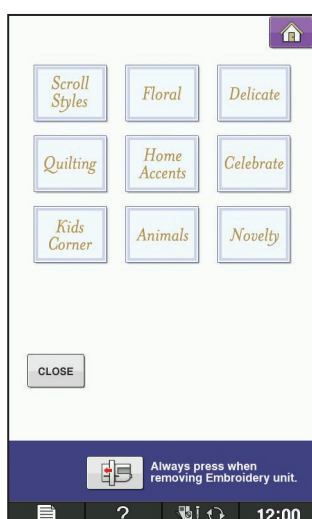 Scroll
Styles
Floral
Delicate
Quilting
Home
Accents
Celebrate
Kids
Corner
Animals
Novelty
CLOSE
Always press when
removing Embroidery unit.
?
12:00